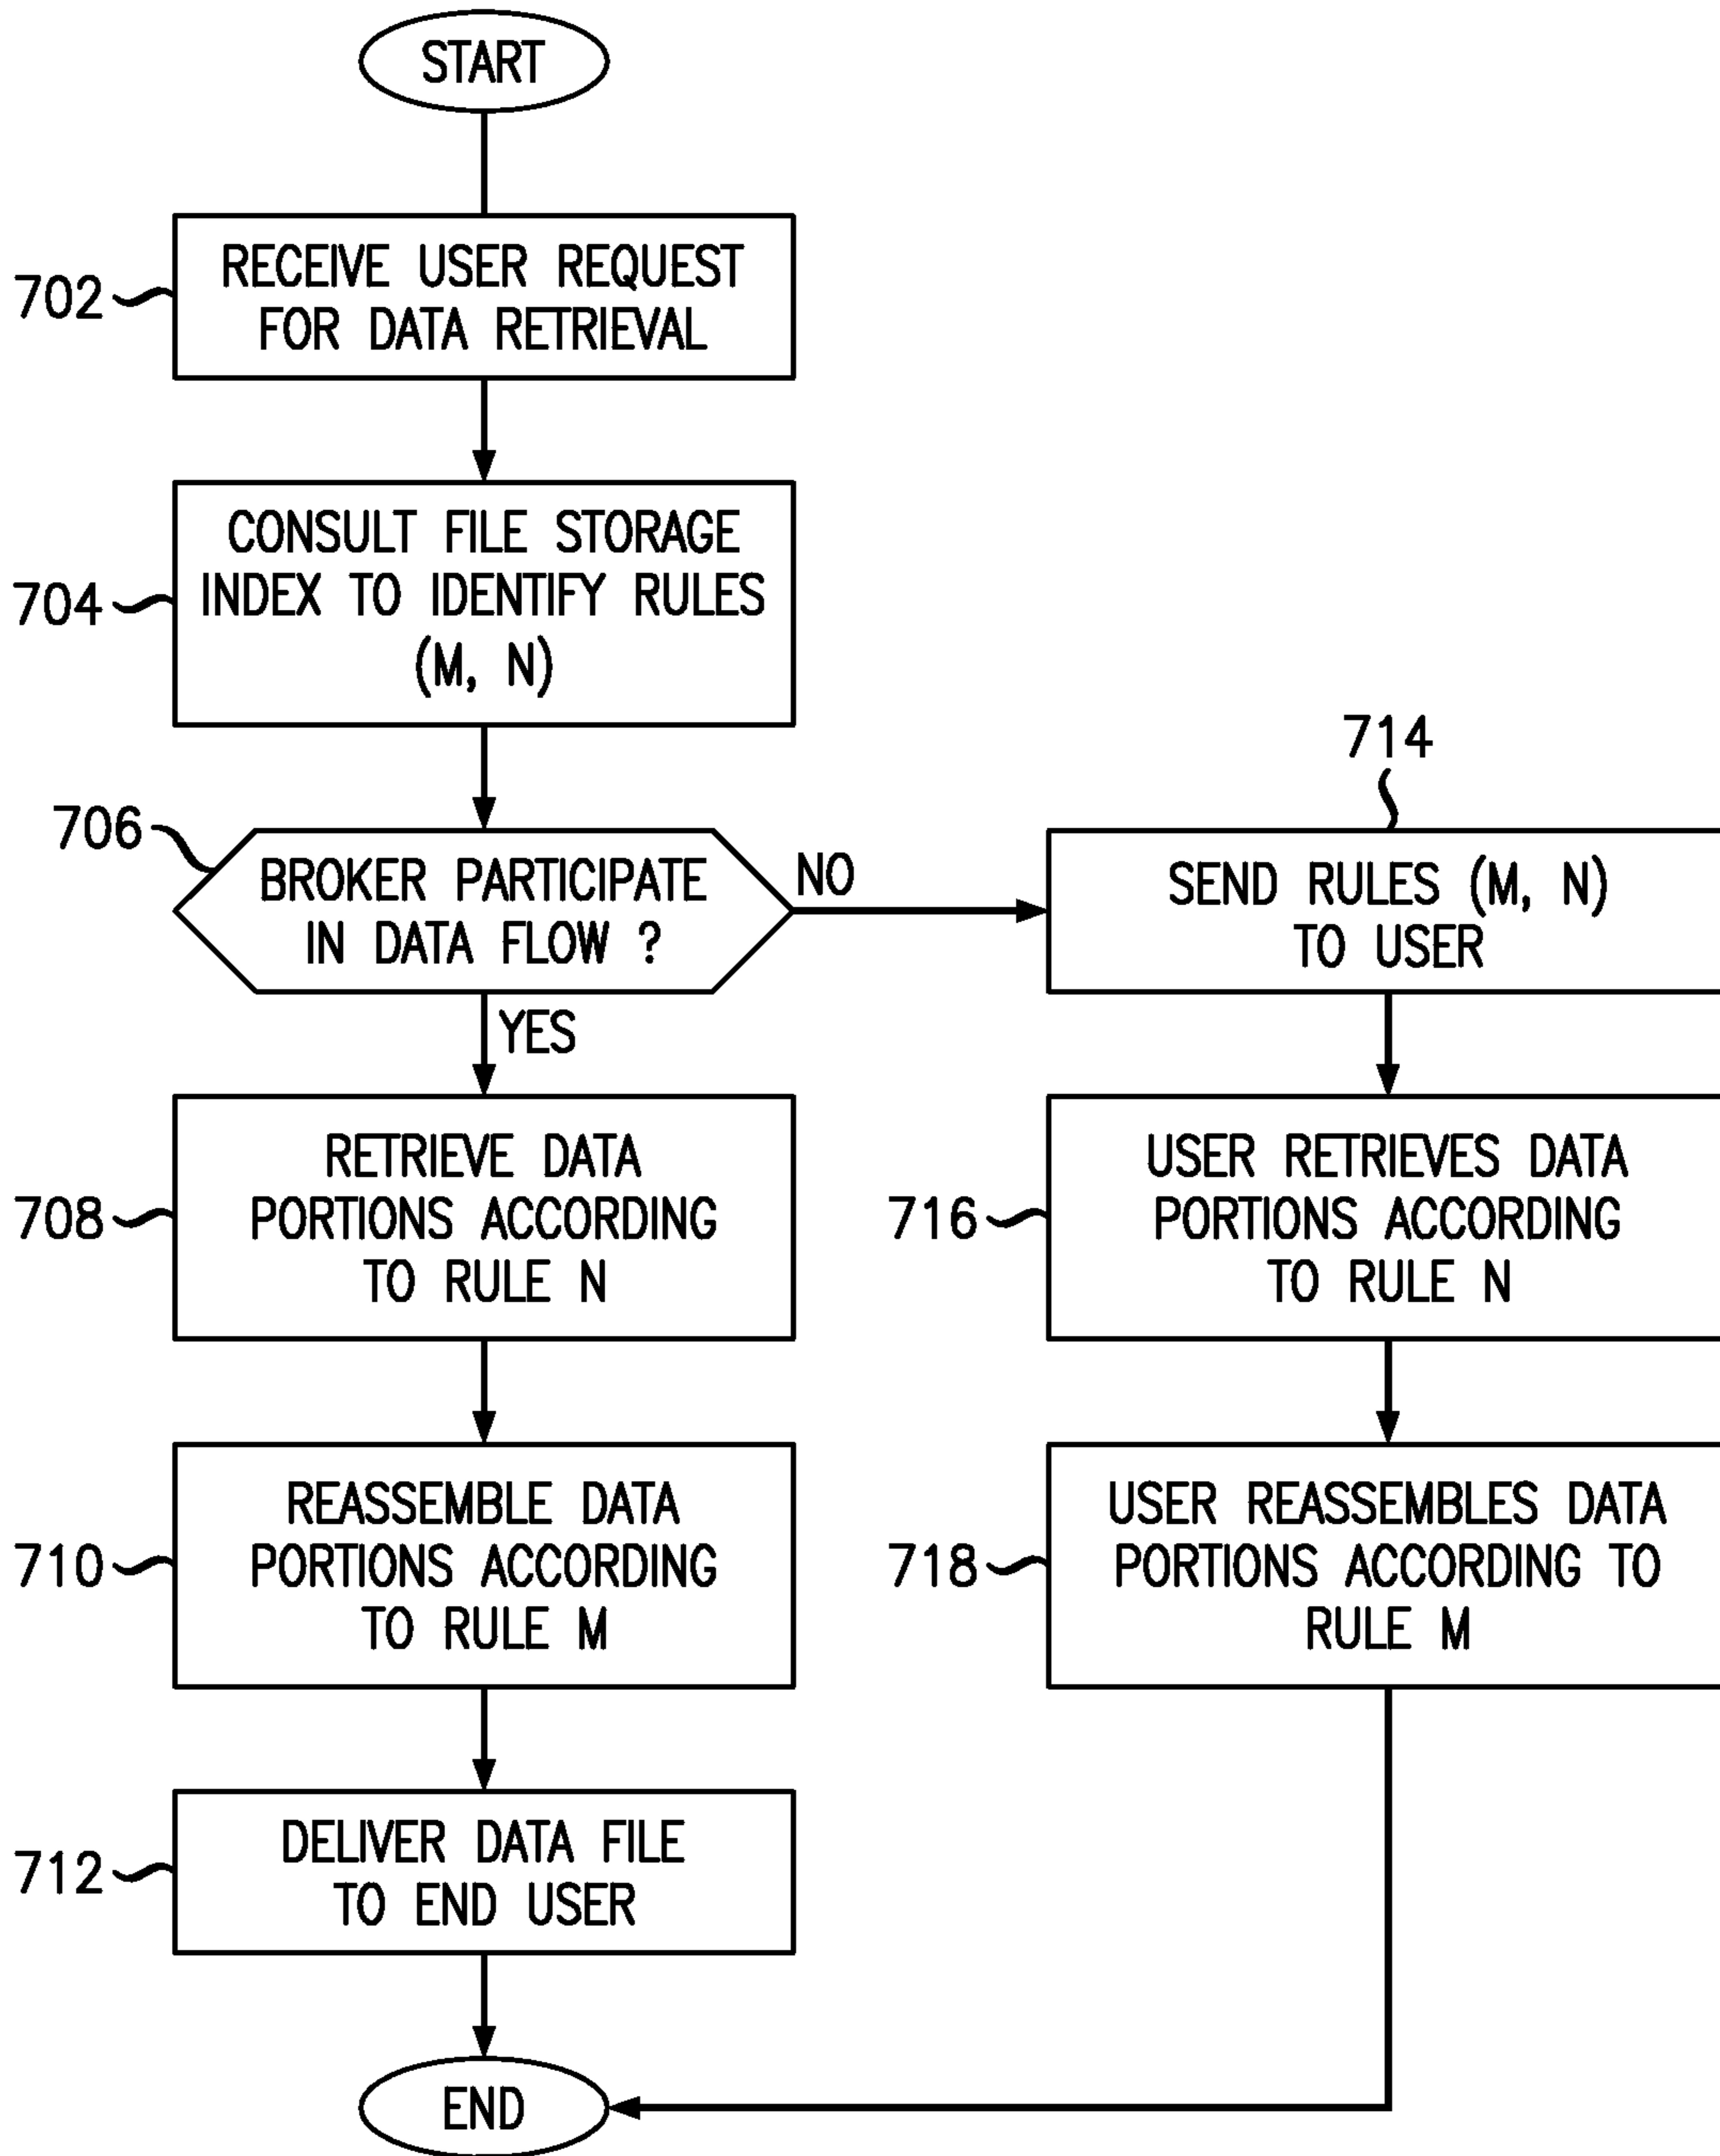 START
702
RECEIVE USER REQUEST
FOR DATA RETRIEVAL
704
CONSULT FILE STORAGE
INDEX TO IDENTIFY RULES
(M, N)
706
BROKER PARTICIPATE
IN DATA FLOW ?
NO
YES
708
RETRIEVE DATA
PORTIONS ACCORDING
TO RULE N
710
REASSEMBLE DATA
PORTIONS ACCORDING
TO RULE M
712
DELIVER DATA FILE
TO END USER
714
SEND RULES (M, N)
TO USER
716
USER RETRIEVES DATA
PORTIONS ACCORDING
TO RULE N
718
USER REASSEMBLES DATA
PORTIONS ACCORDING TO
RULE M
END